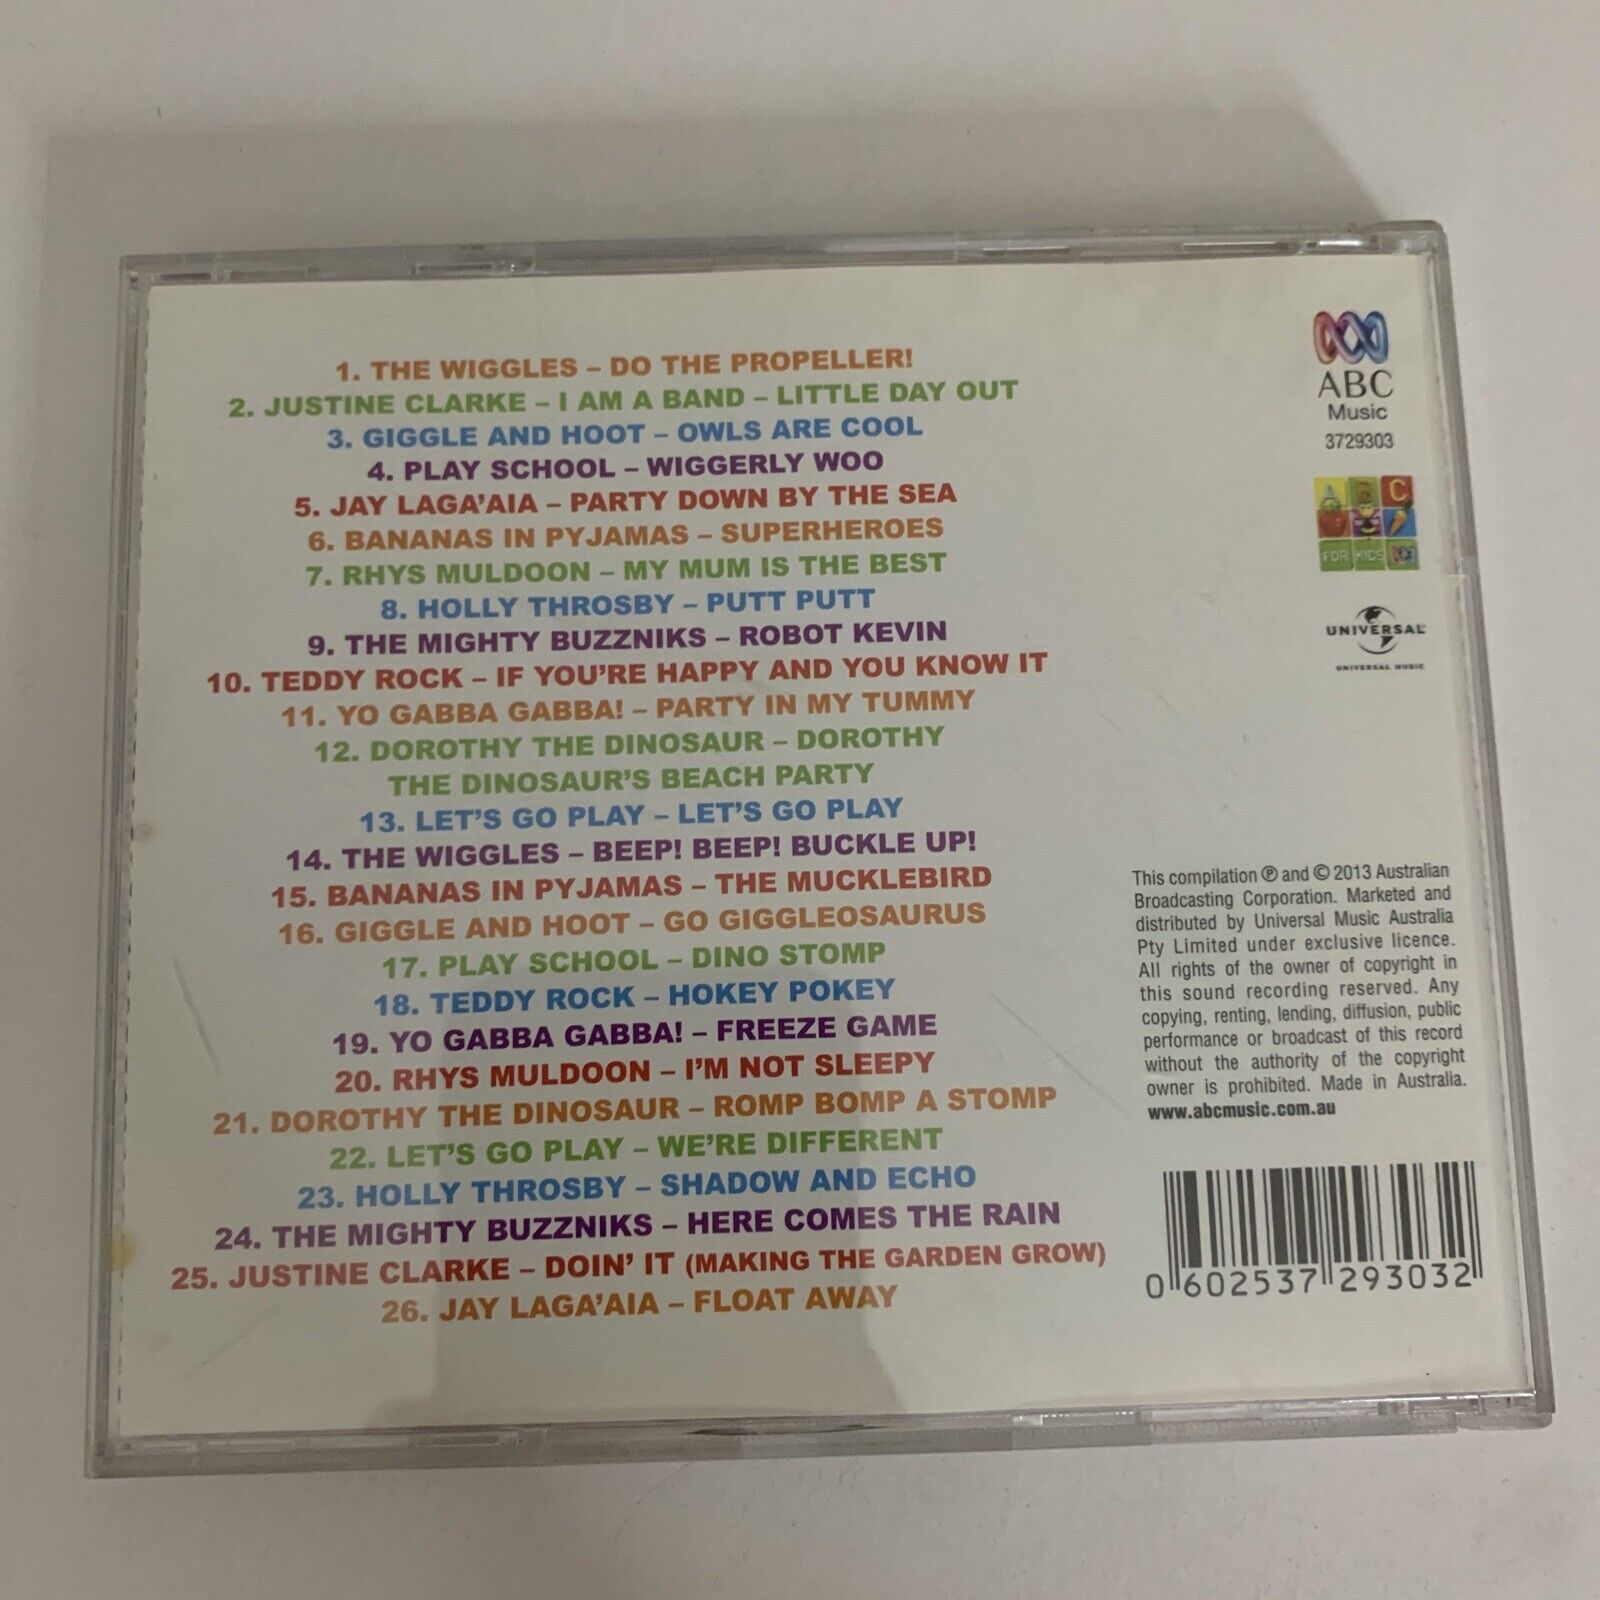 1. THE WIGGLES – DO THE PROPELLER!
2. JUSTINE CLARKE – I AM A BAND – LITTLE DAY OUT
3. GIGGLE AND HOOT – OWLS ARE COOL
4. PLAY SCHOOL – WIGGERLY WOO
5. JAY LAGA'AIA – PARTY DOWN BY THE SEA
6. BANANAS IN PYJAMAS – SUPERHEROES
7. RHYS MULDOON – MY MUM IS THE BEST
8. HOLLY THROSBY – PUTT PUTT
9. THE MIGHTY BUZZNIKS – ROBOT KEVIN
10. TEDDY ROCK – IF YOU'RE HAPPY AND YOU KNOW IT
11. YO GABBA GABBA! – PARTY IN MY TUMMY
12. DOROTHY THE DINOSAUR – DOROTHY
THE DINOSAUR'S BEACH PARTY
13. LET'S GO PLAY – LET'S GO PLAY
14. THE WIGGLES – BEEP! BEEP! BUCKLE UP!
15. BANANAS IN PYJAMAS – THE MUCKLEBIRD
16. GIGGLE AND HOOT – GO GIGGLEOSAURUS
17. PLAY SCHOOL – DINO STOMP
18. TEDDY ROCK – HOKEY POKEY
19. YO GABBA GABBA! – FREEZE GAME
20. RHYS MULDOON – I'M NOT SLEEPY
21. DOROTHY THE DINOSAUR – ROMP BOMP A STOMP
22. LET'S GO PLAY – WE'RE DIFFERENT
23. HOLLY THROSBY – SHADOW AND ECHO
24. THE MIGHTY BUZZNIKS – HERE COMES THE RAIN
25. JUSTINE CLARKE – DOIN' IT (MAKING THE GARDEN GROW)
26. JAY LAGA'AIA – FLOAT AWAY
ABC
Music
3729303
A B C
FOR KIDS
UNIVERSAL
UNIVERSAL MUSIC
This compilation ℗ and © 2013 Australian
Broadcasting Corporation. Marketed and
distributed by Universal Music Australia
Pty Limited under exclusive licence.
All rights of the owner of copyright in
this sound recording reserved. Any
copying, renting, lending, diffusion, public
performance or broadcast of this record
without the authority of the copyright
owner is prohibited. Made in Australia.
www.abcmusic.com.au
0 602537 293032